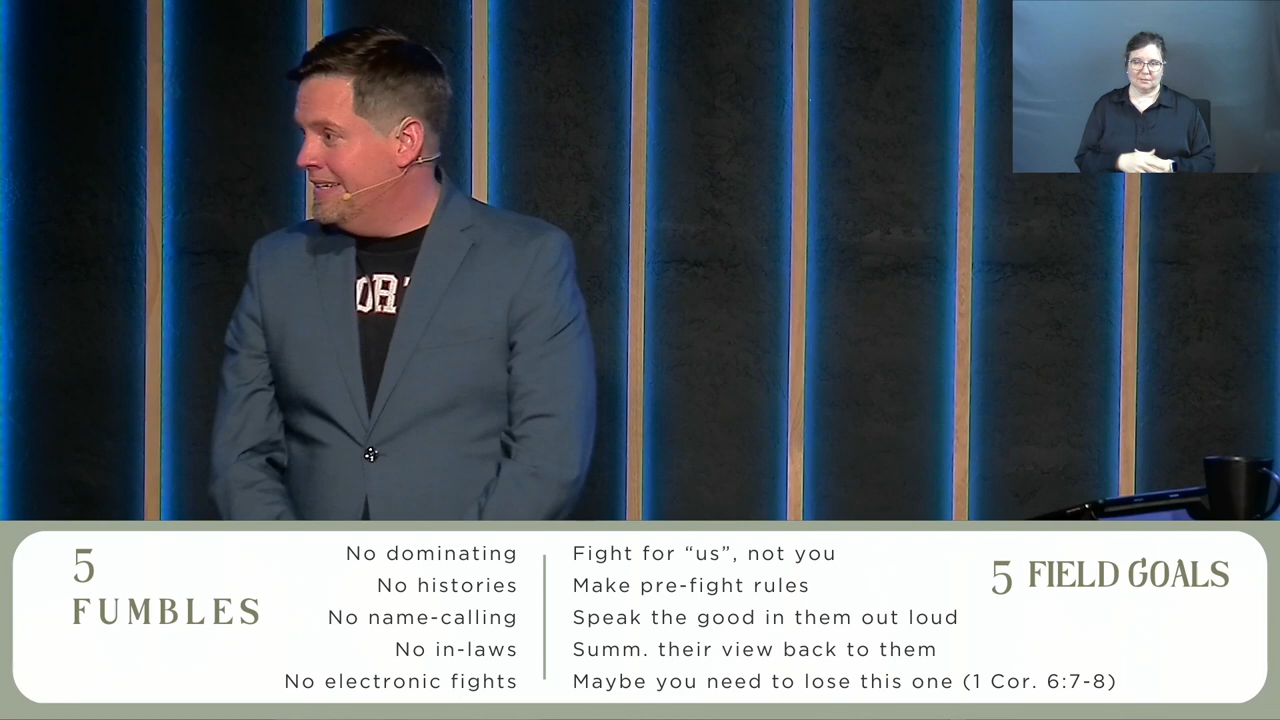 5
FUMBLES
No dominating
No histories
No name-calling
No in-laws
No electronic fights
Fight for “us”, not you
Make pre-fight rules
Speak the good in them out loud
Summ. their view back to them
Maybe you need to lose this one (1 Cor. 6:7-8)
5 FIELD GOALS